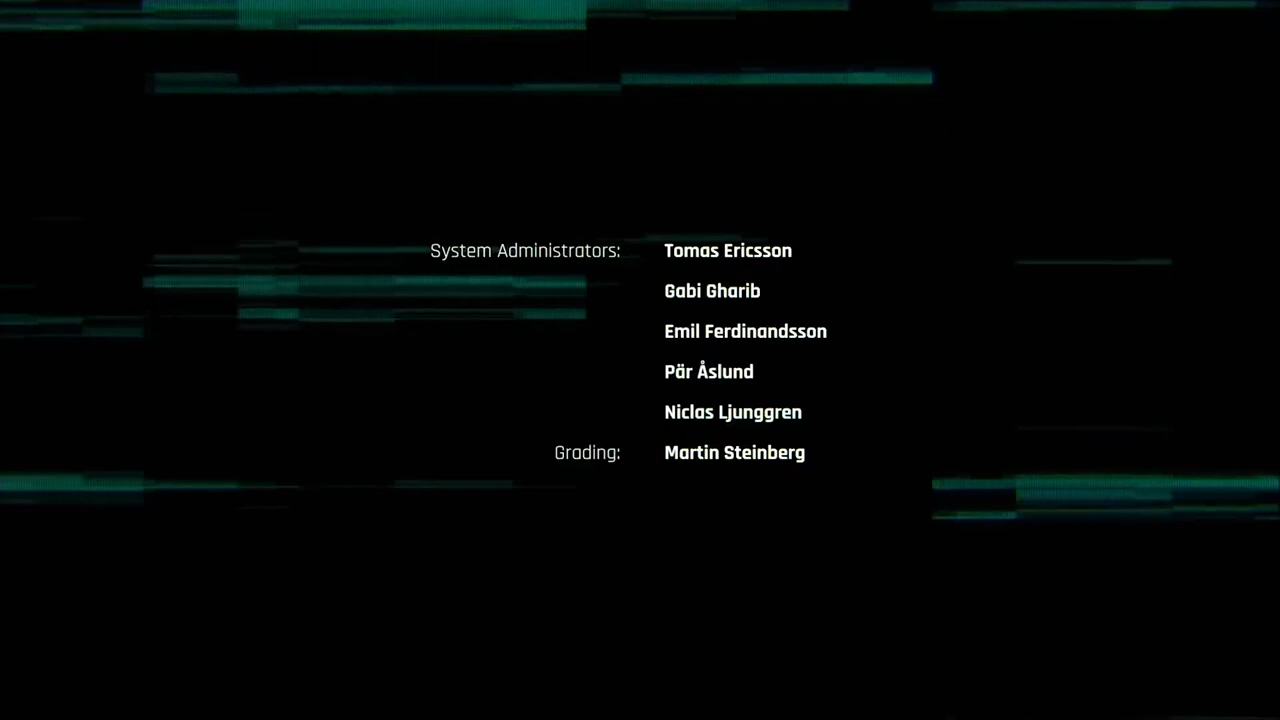 System Administrators: Tomas Ericsson
Gabi Gharib
Emil Ferdinandsson
Pär Åslund
Niclas Ljunggren
Grading: Martin Steinberg